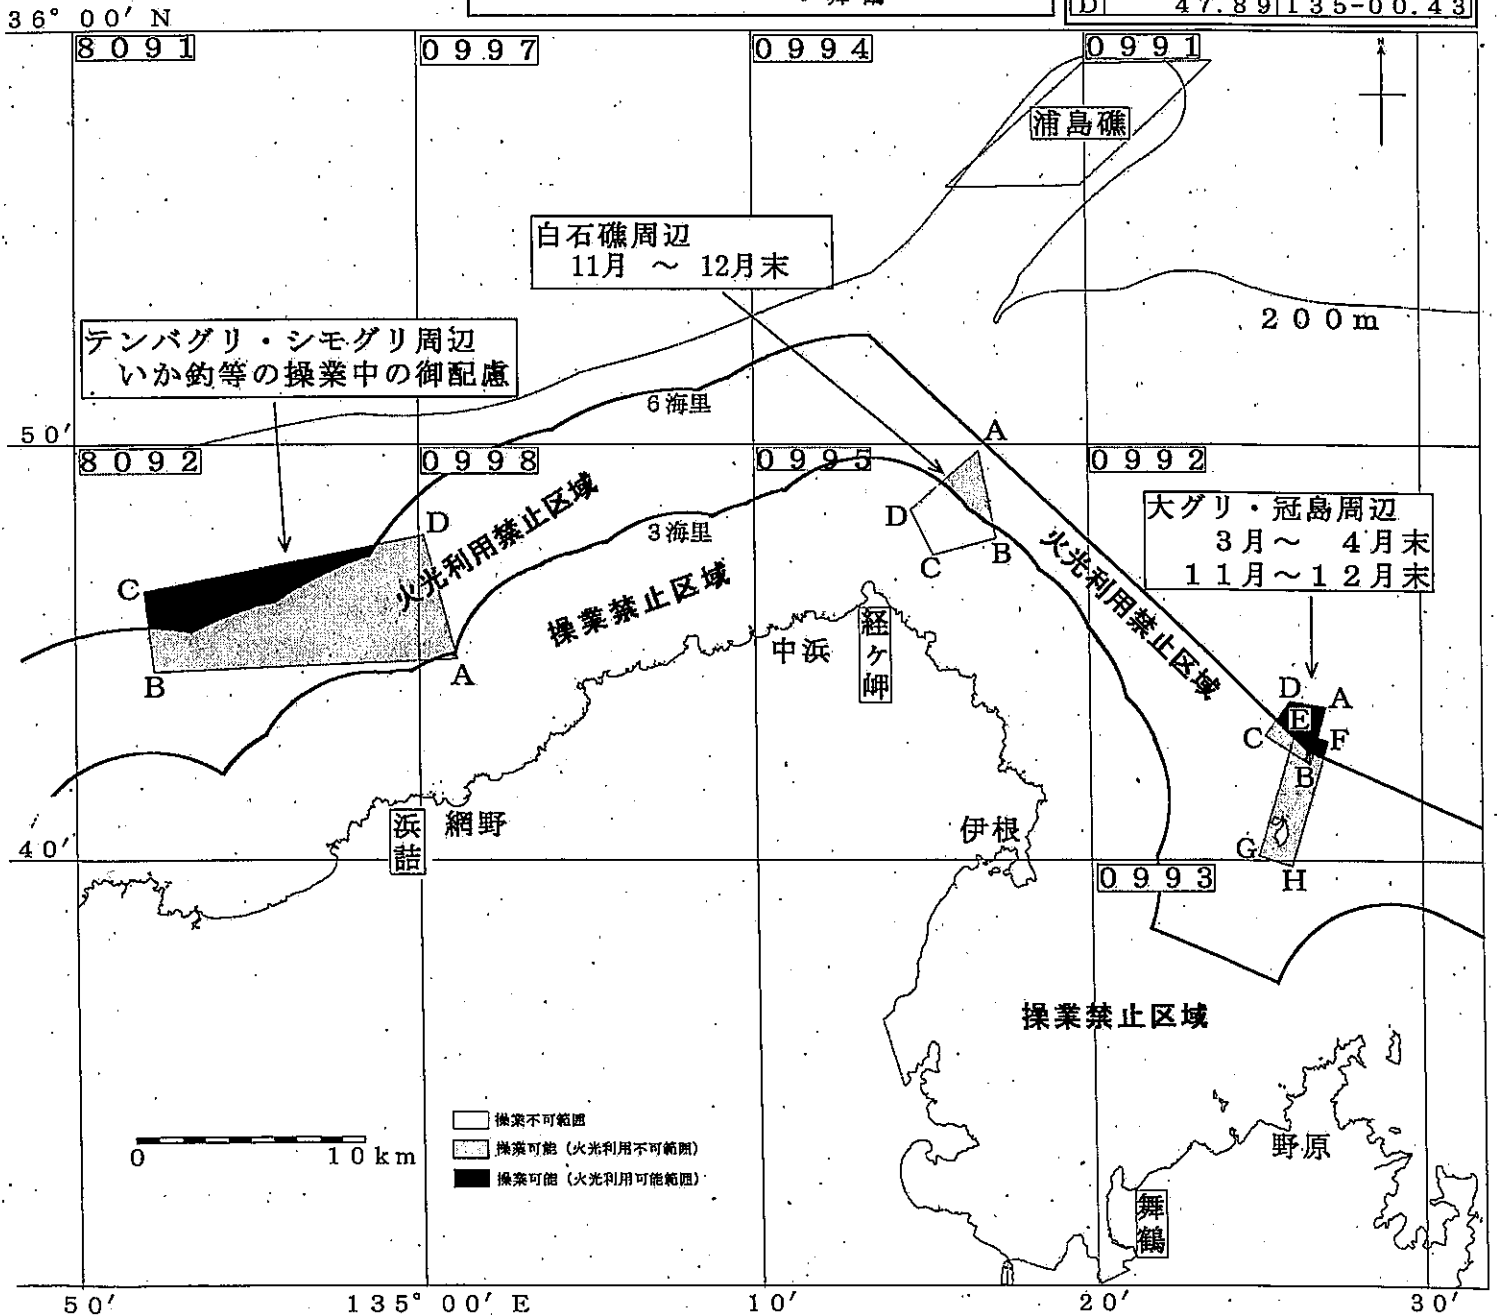 36° 00′ N
D 47.89 135-00.43
8091
0997
0994
0991
N
浦島礁
白石礁周辺
11月 ～ 12月末
200m
テンバグリ・シモグリ周辺
いか釣等の操業中の御配慮
6海里
50′
A
8092
0998
0995
0992
火光利用禁止区域
D
3海里
操業禁止区域
D
C
B
火光利用禁止区域
大グリ・冠島周辺
3月～ 4月末
11月～12月末
C
B
A
中浜
経ヶ岬
D
A
E
C
F
B
浜詰
網野
伊根
40′
G
H
0993
操業禁止区域
操業不可範囲
操業可能（火光利用不可範囲）
操業可能（火光利用可能範囲）
0 10km
野原
舞鶴
50′
135° 00′ E
10′
20′
30′